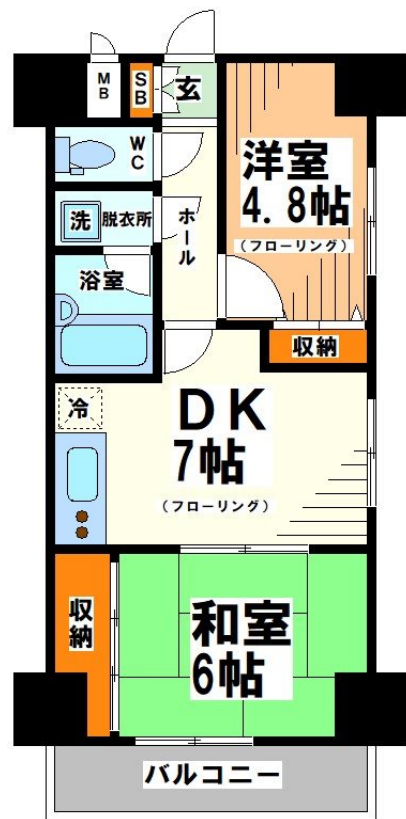 MB
SB
玄
WC
洋室
4.8帖
(フローリング)
洗
脱衣所
ホール
浴室
収納
冷
DK
7帖
(フローリング)
収納
和室
6帖
バルコニー